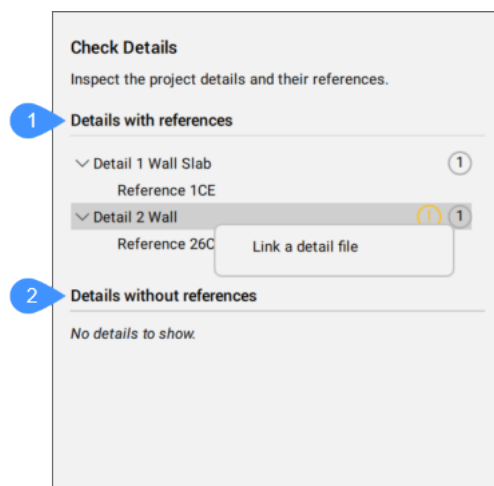 Check Details
Inspect the project details and their references.
1
Details with references
Detail 1 Wall Slab 1
Reference 1CE
Detail 2 Wall ! 1
Reference 26C
Link a detail file
2
Details without references
No details to show.